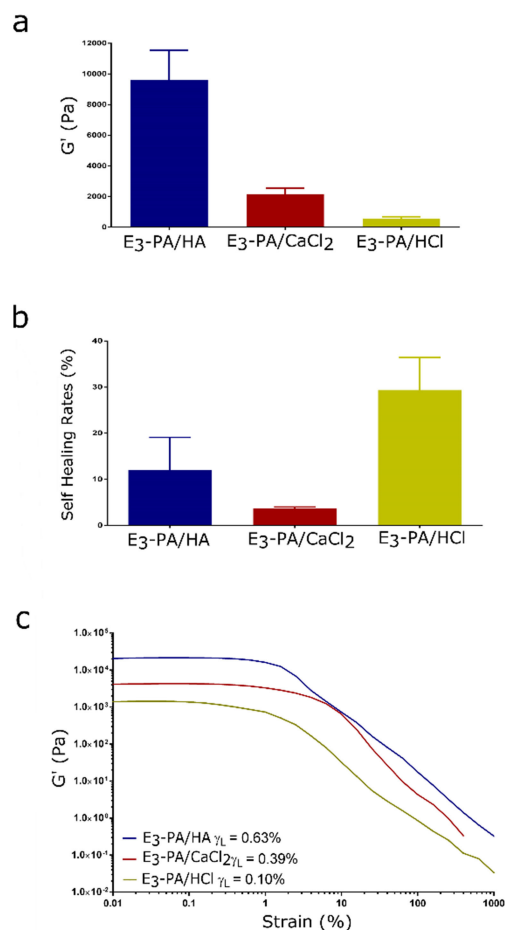 a
12000
10000
8000
6000
4000
2000
0
G' (Pa)
E3-PA/HA E3-PA/CaCl2 E3-PA/HCl
b
40
30
20
10
0
Self Healing Rates (%)
E3-PA/HA E3-PA/CaCl2 E3-PA/HCl
c
1.0×10⁵
1.0×10⁴
1.0×10³
1.0×10²
1.0×10¹
1.0×10⁰
1.0×10⁻¹
1.0×10⁻²
G' (Pa)
E3-PA/HA γL = 0.63%
E3-PA/CaCl2γL = 0.39%
E3-PA/HCl γL = 0.10%
0.01 0.1 1 10 100 1000
Strain (%)